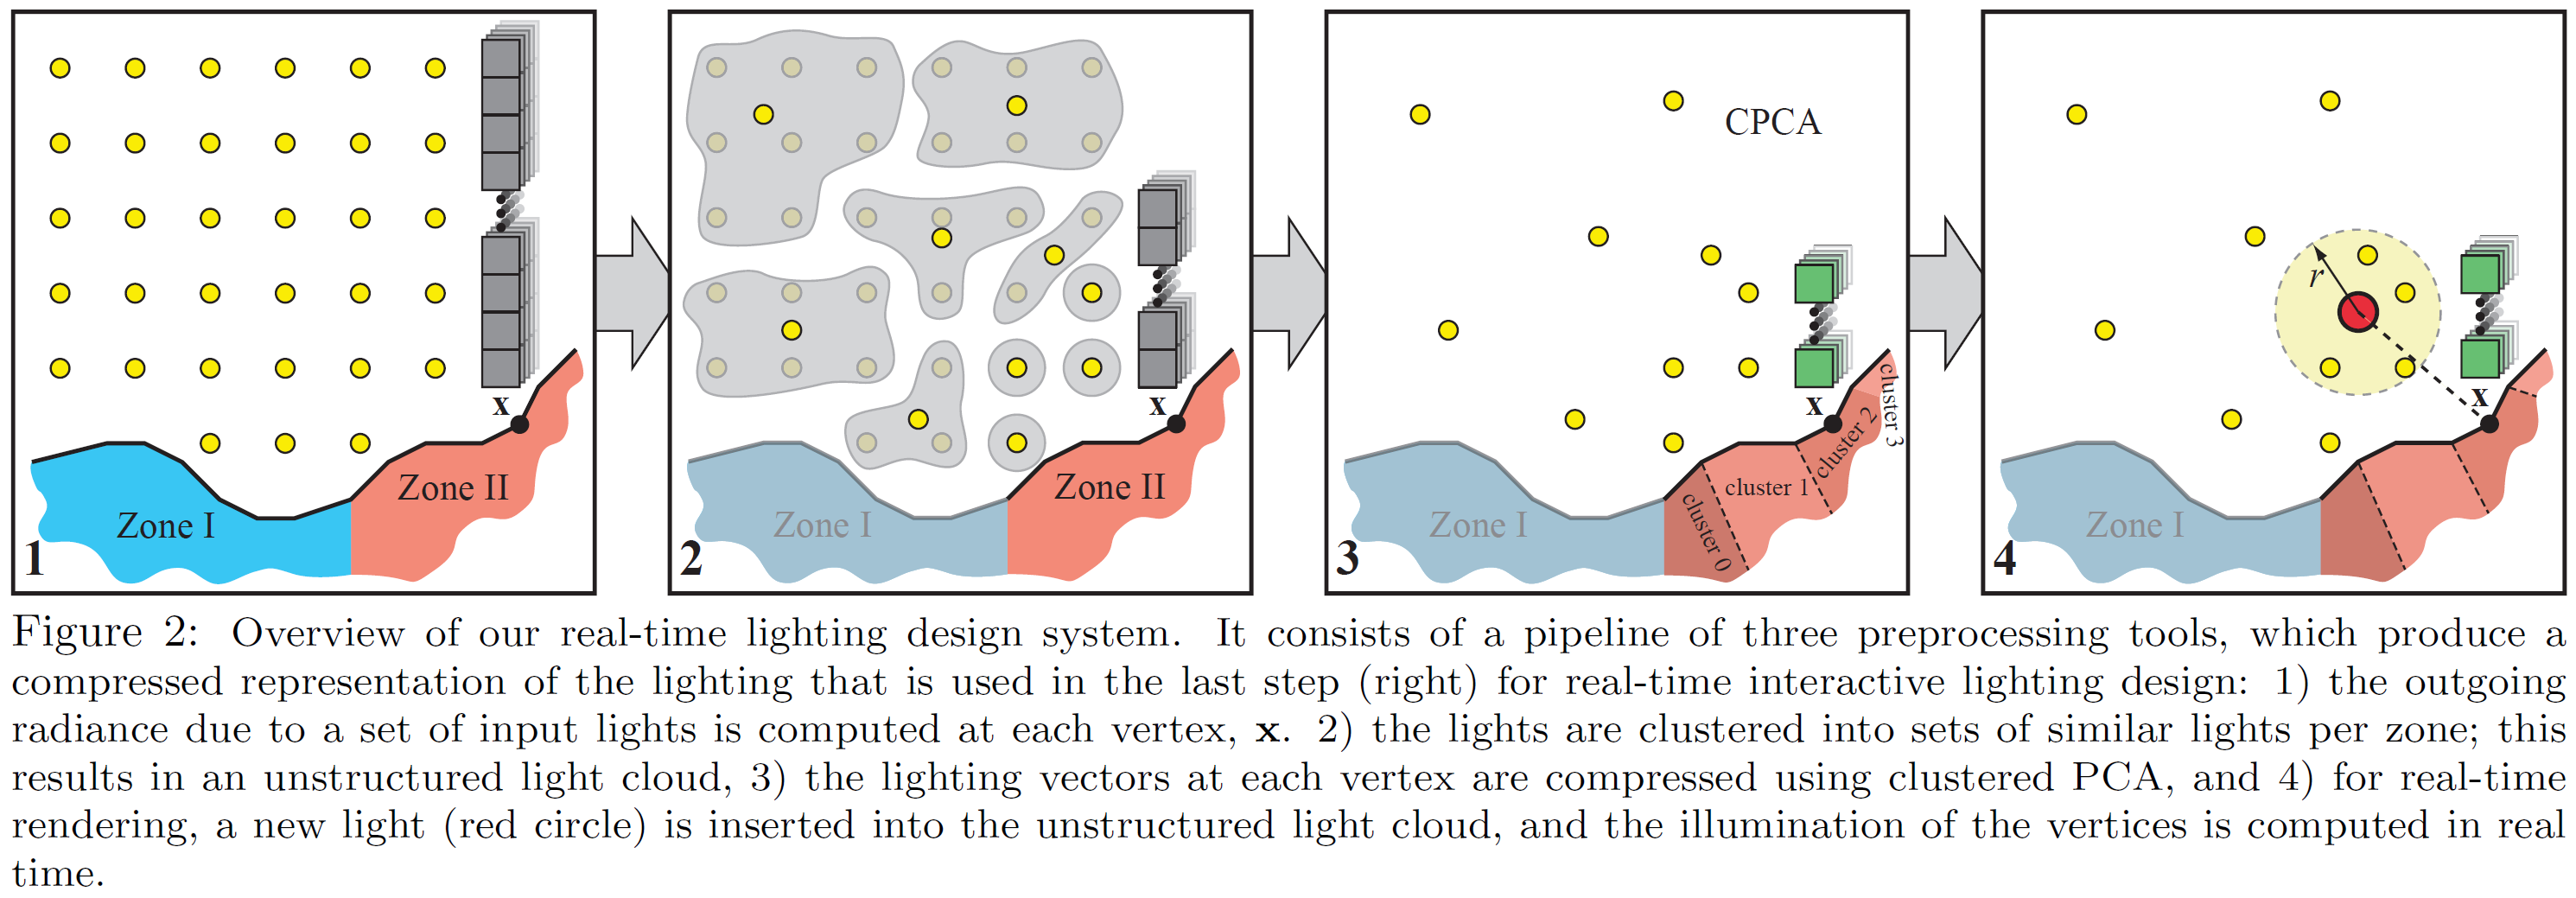 x
Zone I
Zone II
1
x
Zone I
Zone II
2
CPCA
x
Zone I
cluster 0
cluster 1
cluster 2
cluster 3
3
r
x
Zone I
4
Figure 2: Overview of our real-time lighting design system. It consists of a pipeline of three preprocessing tools, which produce a
compressed representation of the lighting that is used in the last step (right) for real-time interactive lighting design: 1) the outgoing
radiance due to a set of input lights is computed at each vertex, x. 2) the lights are clustered into sets of similar lights per zone; this
results in an unstructured light cloud, 3) the lighting vectors at each vertex are compressed using clustered PCA, and 4) for real-time
rendering, a new light (red circle) is inserted into the unstructured light cloud, and the illumination of the vertices is computed in real
time.